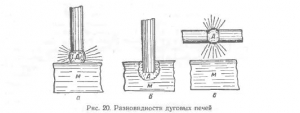 Д
М
а
Д
М
б
Д
М
в
Рис. 20. Разновидности дуговых печей